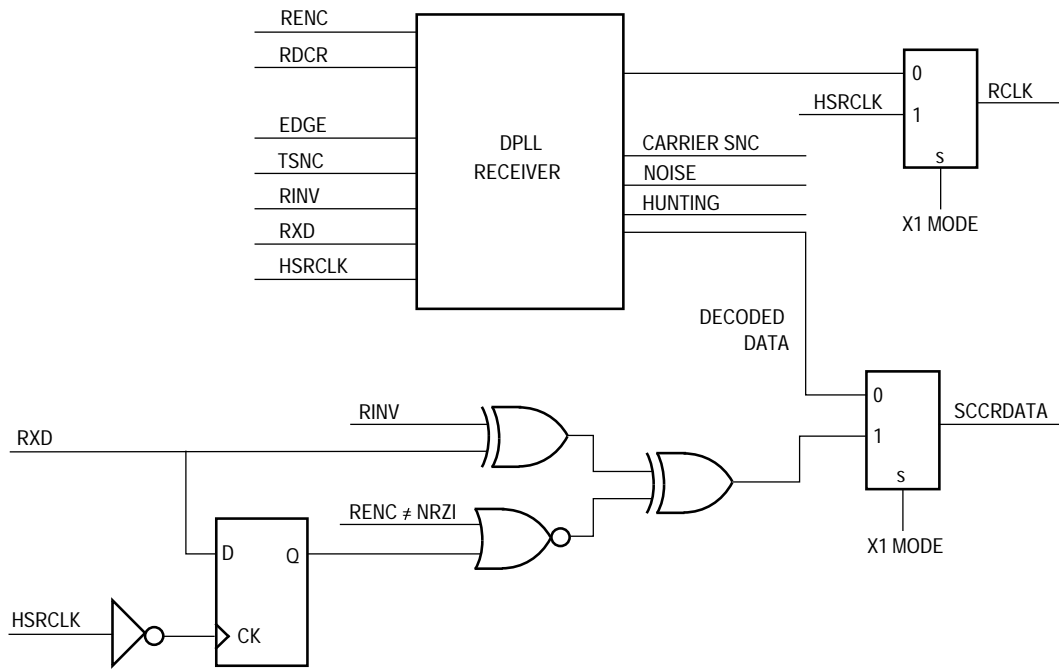 RENC
RDCR
EDGE
TSNC
RINV
RXD
HSRCLK
DPLL
RECEIVER
CARRIER SNC
NOISE
HUNTING
HSRCLK
0
1
S
RCLK
X1 MODE
DECODED
DATA
0
1
S
SCCRDATA
X1 MODE
RINV
RXD
RENC ≠ NRZI
D
Q
CK
HSRCLK